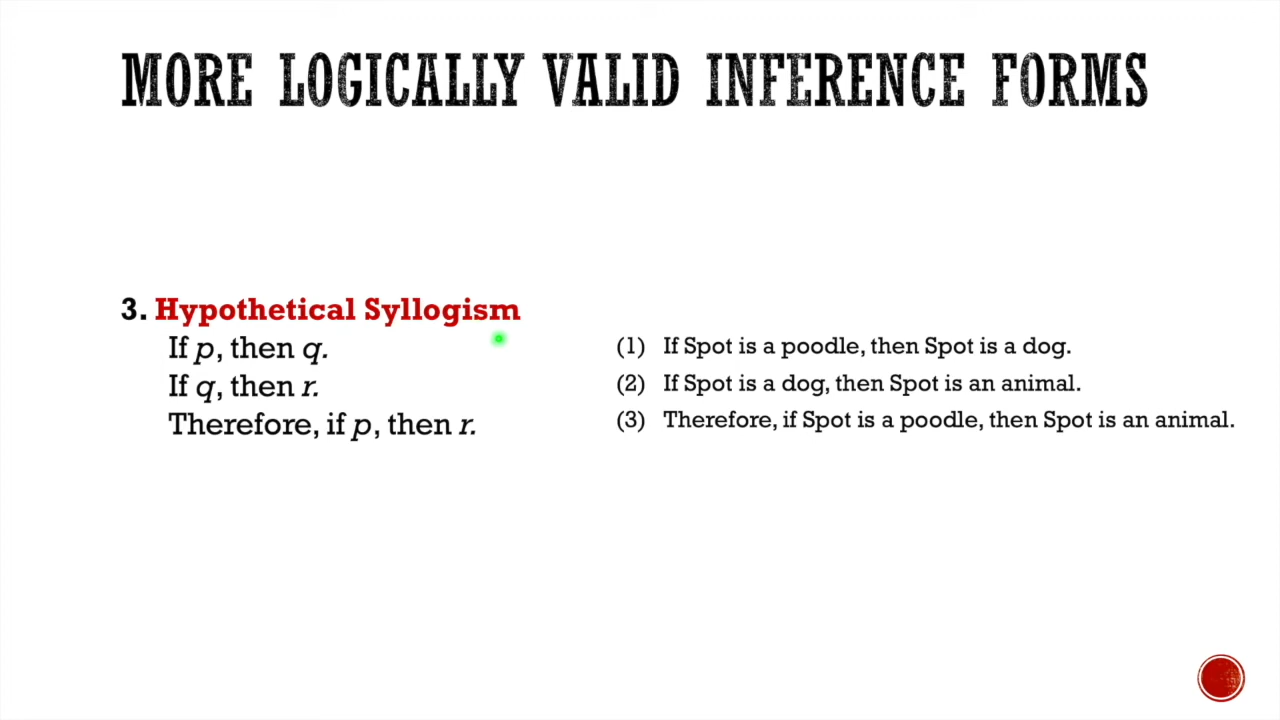 MORE LOGICALLY VALID INFERENCE FORMS
3. Hypothetical Syllogism
If p, then q.
If q, then r.
Therefore, if p, then r.
(1) If Spot is a poodle, then Spot is a dog.
(2) If Spot is a dog, then Spot is an animal.
(3) Therefore, if Spot is a poodle, then Spot is an animal.